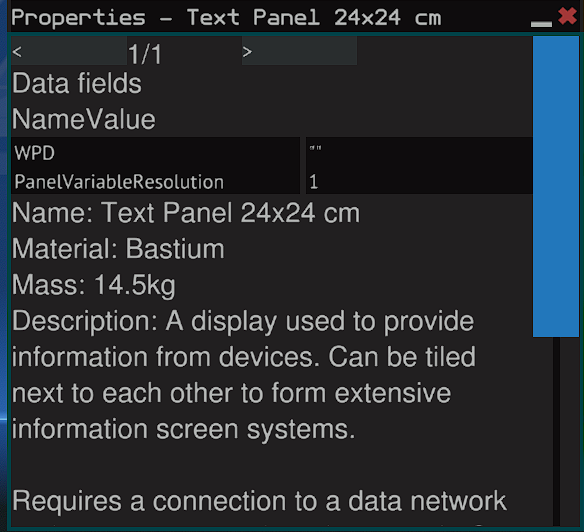 Properties - Text Panel 24x24 cm
< 1/1 >
Data fields
NameValue
WPD ""
PanelVariableResolution 1
Name: Text Panel 24x24 cm
Material: Bastium
Mass: 14.5kg
Description: A display used to provide
information from devices. Can be tiled
next to each other to form extensive
information screen systems.
Requires a connection to a data network